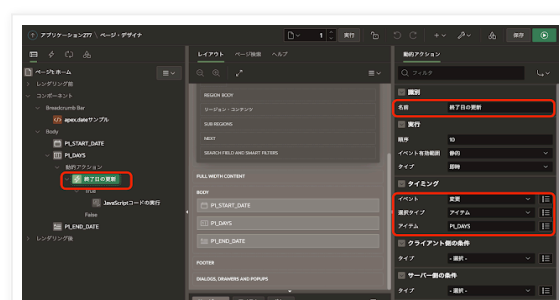 アプリケーション277 \ ページ・デザイナ
1
実行
保存
ページ1: ホーム
レンダリング前
コンポーネント
Breadcrumb Bar
apex.dateサンプル
Body
P1_START_DATE
P1_DAYS
動的アクション
終了日の更新
True
JavaScriptコードの実行
False
P1_END_DATE
レンダリング後
レイアウト
ページ検索
ヘルプ
REGION BODY
リージョン・コンテンツ
SUB REGIONS
NEXT
SEARCH FIELD AND SMART FILTERS
FULL WIDTH CONTENT
BODY
P1_START_DATE
P1_DAYS
P1_END_DATE
FOOTER
DIALOGS, DRAWERS AND POPUPS
動的アクション
フィルタ
識別
名前 終了日の更新
実行
順序 10
イベント有効範囲 静的
タイプ 即時
タイミング
イベント 変更
選択タイプ アイテム
アイテム P1_DAYS
クライアント側の条件
タイプ - 選択 -
サーバー側の条件
タイプ - 選択 -